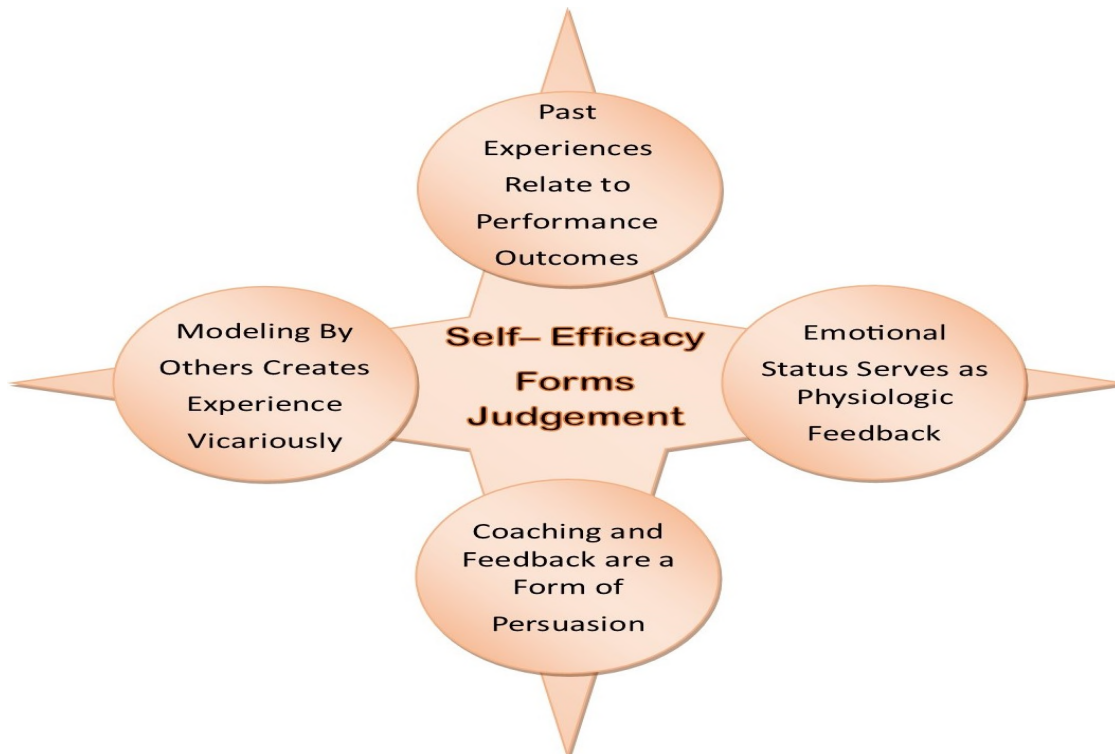 Past
Experiences
Relate to
Performance
Outcomes
Modeling By
Others Creates
Experience
Vicariously
Self– Efficacy
Forms
Judgement
Emotional
Status Serves as
Physiologic
Feedback
Coaching and
Feedback are a
Form of
Persuasion